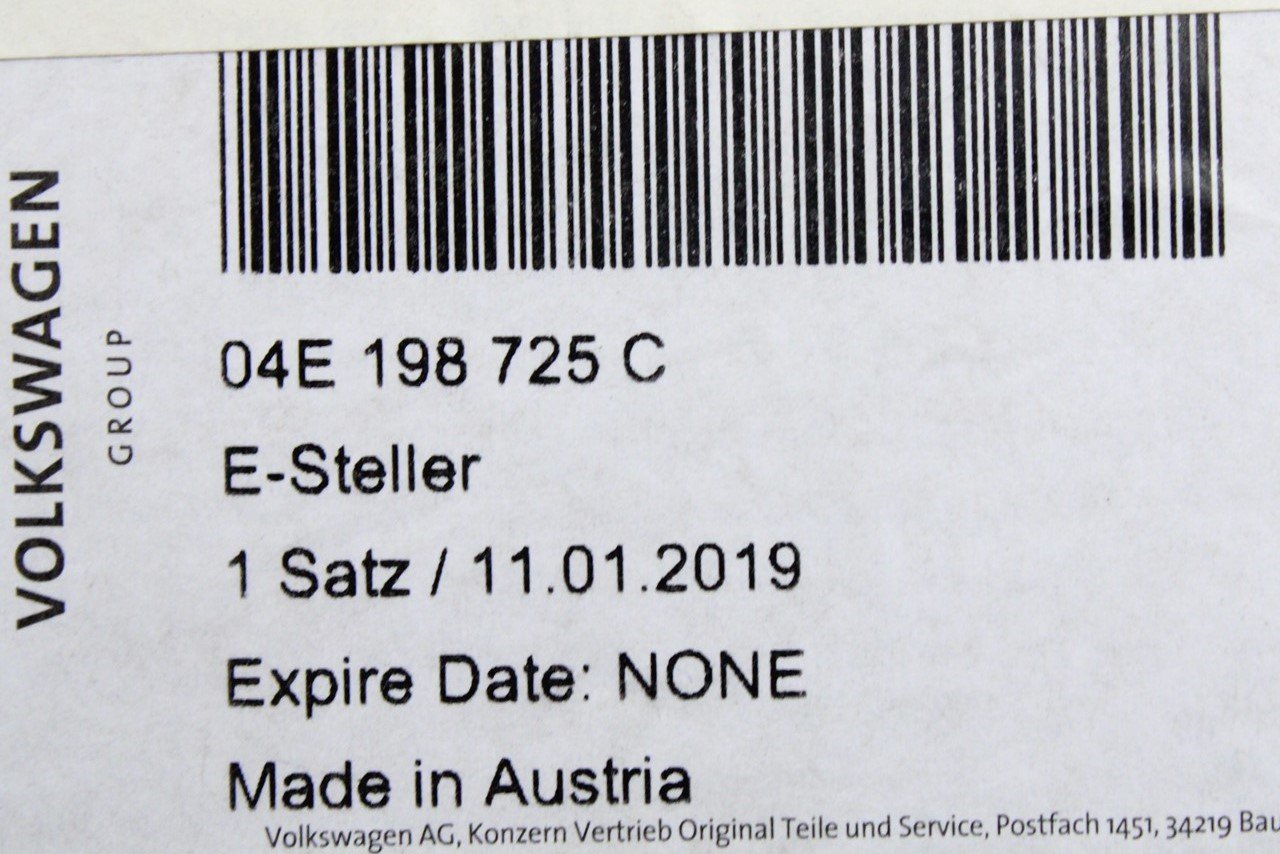 VOLKSWAGEN
GROUP
04E 198 725 C
E-Steller
1 Satz / 11.01.2019
Expire Date: NONE
Made in Austria
Volkswagen AG, Konzern Vertrieb Original Teile und Service, Postfach 1451, 34219